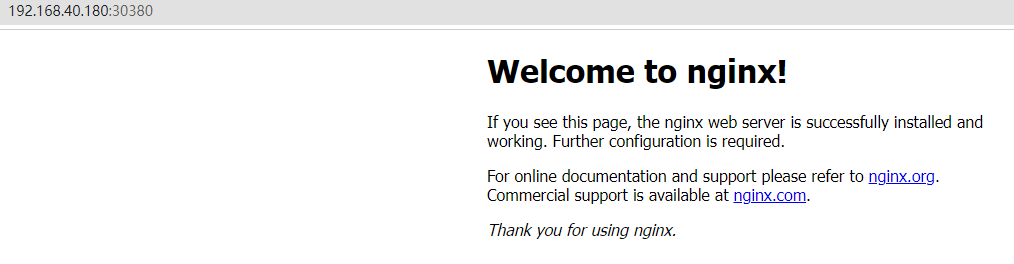 192.168.40.180:30380
Welcome to nginx!
If you see this page, the nginx web server is successfully installed and
working. Further configuration is required.
For online documentation and support please refer to nginx.org.
Commercial support is available at nginx.com.
Thank you for using nginx.